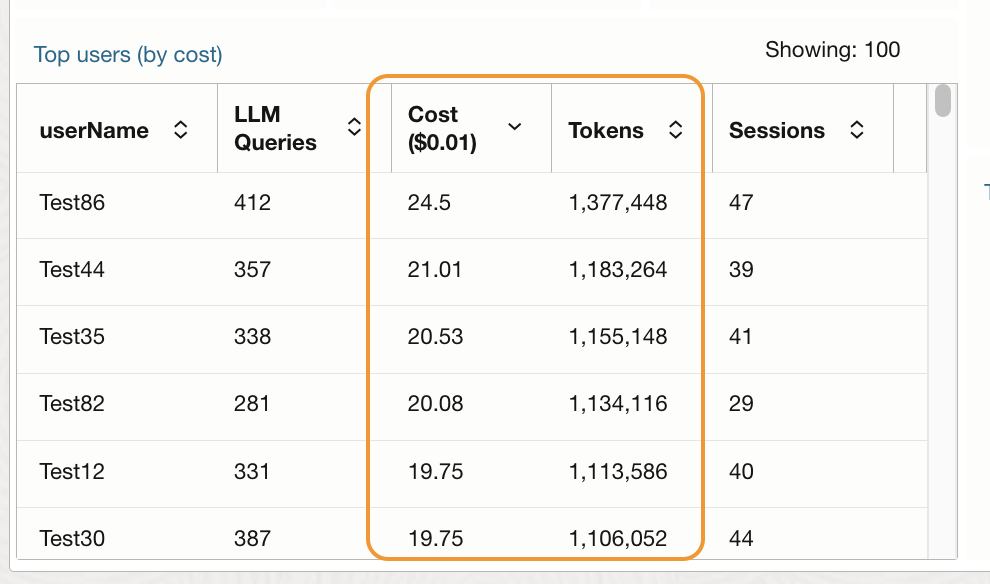 Top users (by cost)
Showing: 100
userName LLM Queries Cost ($0.01) Tokens Sessions
Test86 412 24.5 1,377,448 47
Test44 357 21.01 1,183,264 39
Test35 338 20.53 1,155,148 41
Test82 281 20.08 1,134,116 29
Test12 331 19.75 1,113,586 40
Test30 387 19.75 1,106,052 44